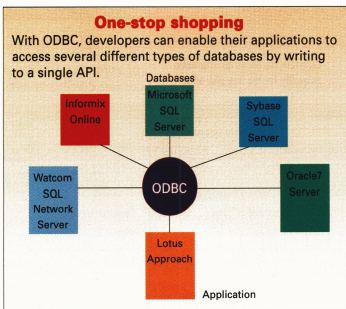 One-stop shopping
With ODBC, developers can enable their applications to
access several different types of databases by writing
to a single API.
Databases
Informix
Online
Microsoft
SQL
Server
Sybase
SQL
Server
Watcom
SQL
Network
Server
ODBC
Oracle7
Server
Lotus
Approach
Application